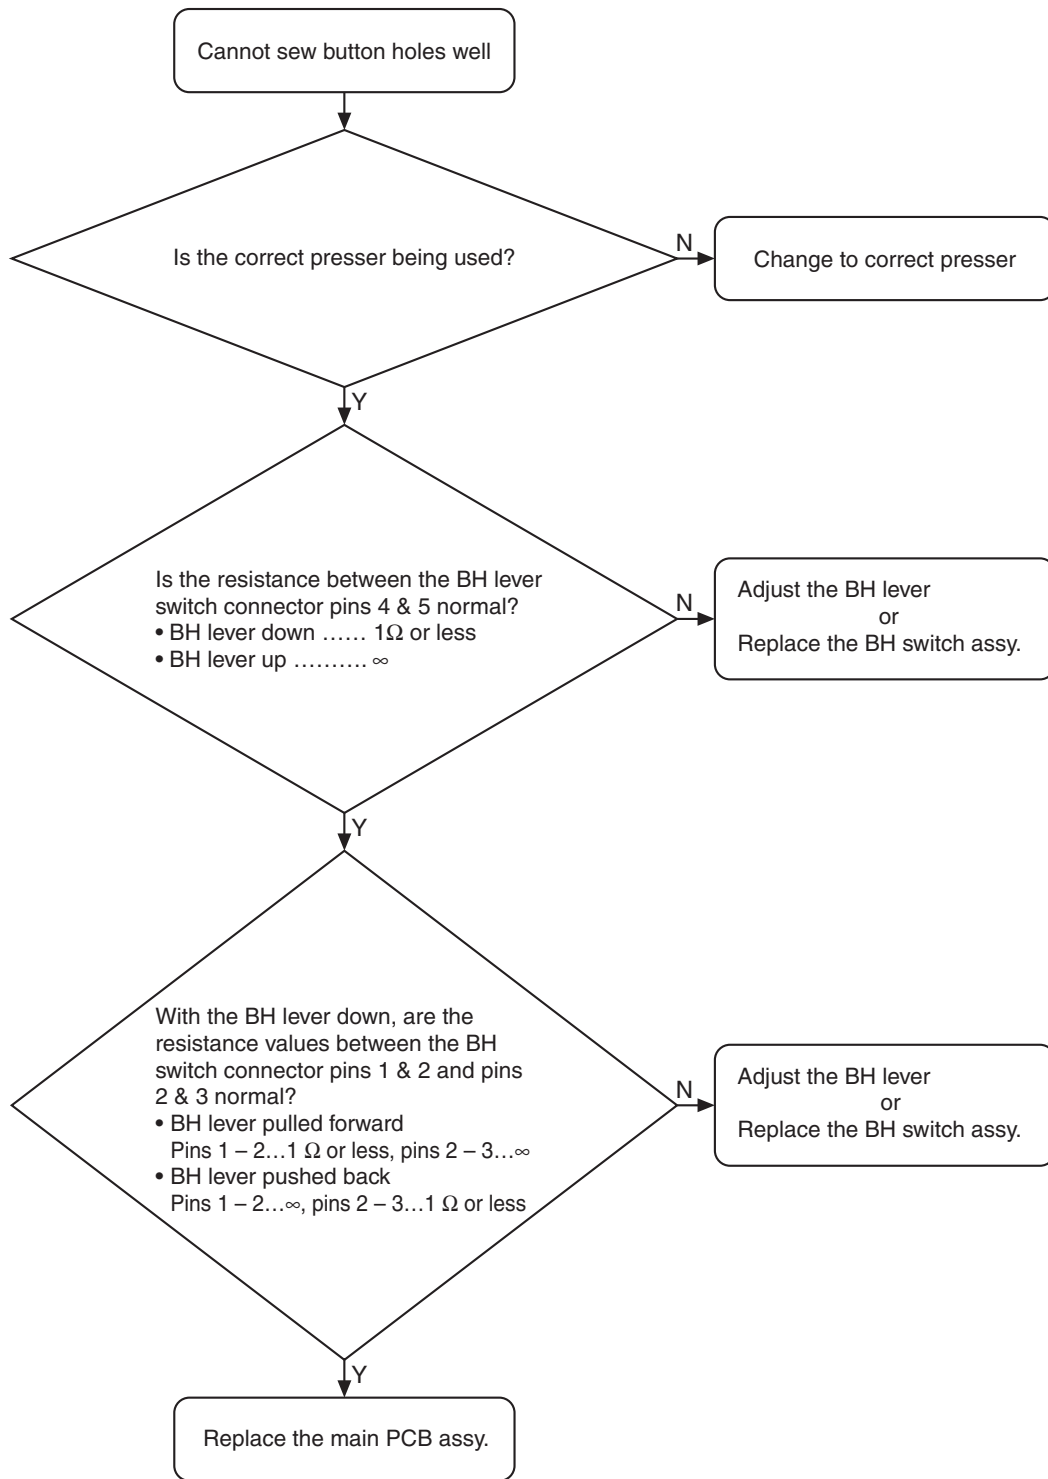 Cannot sew button holes well
Is the correct presser being used?
N
Change to correct presser
Y
Is the resistance between the BH lever
switch connector pins 4 & 5 normal?
• BH lever down …… 1Ω or less
• BH lever up ………. ∞
N
Adjust the BH lever
or
Replace the BH switch assy.
Y
With the BH lever down, are the
resistance values between the BH
switch connector pins 1 & 2 and pins
2 & 3 normal?
• BH lever pulled forward
Pins 1 – 2…1 Ω or less, pins 2 – 3…∞
• BH lever pushed back
Pins 1 – 2…∞, pins 2 – 3…1 Ω or less
N
Adjust the BH lever
or
Replace the BH switch assy.
Y
Replace the main PCB assy.